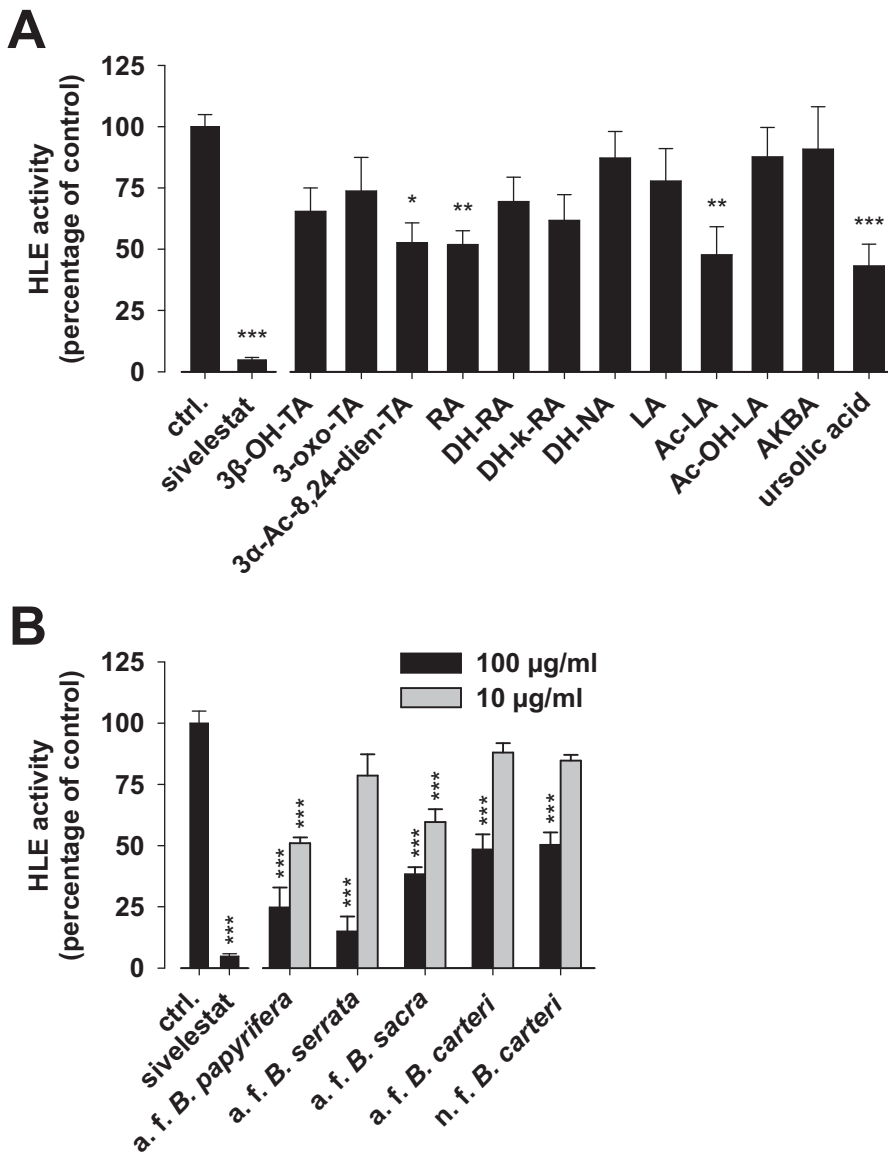 A
HLE activity
(percentage of control)
125
100
75
50
25
0
***
*
**
**
***
ctrl.
sivelestat
3β-OH-TA
3-oxo-TA
3α-Ac-8,24-dien-TA
RA
DH-RA
DH-k-RA
DH-NA
LA
Ac-LA
Ac-OH-LA
AKBA
ursolic acid
B
100 µg/ml
10 µg/ml
HLE activity
(percentage of control)
125
100
75
50
25
0
***
***
***
***
***
***
***
***
ctrl.
sivelestat
a. f. B. papyrifera
a. f. B. serrata
a. f. B. sacra
a. f. B. carteri
n. f. B. carteri